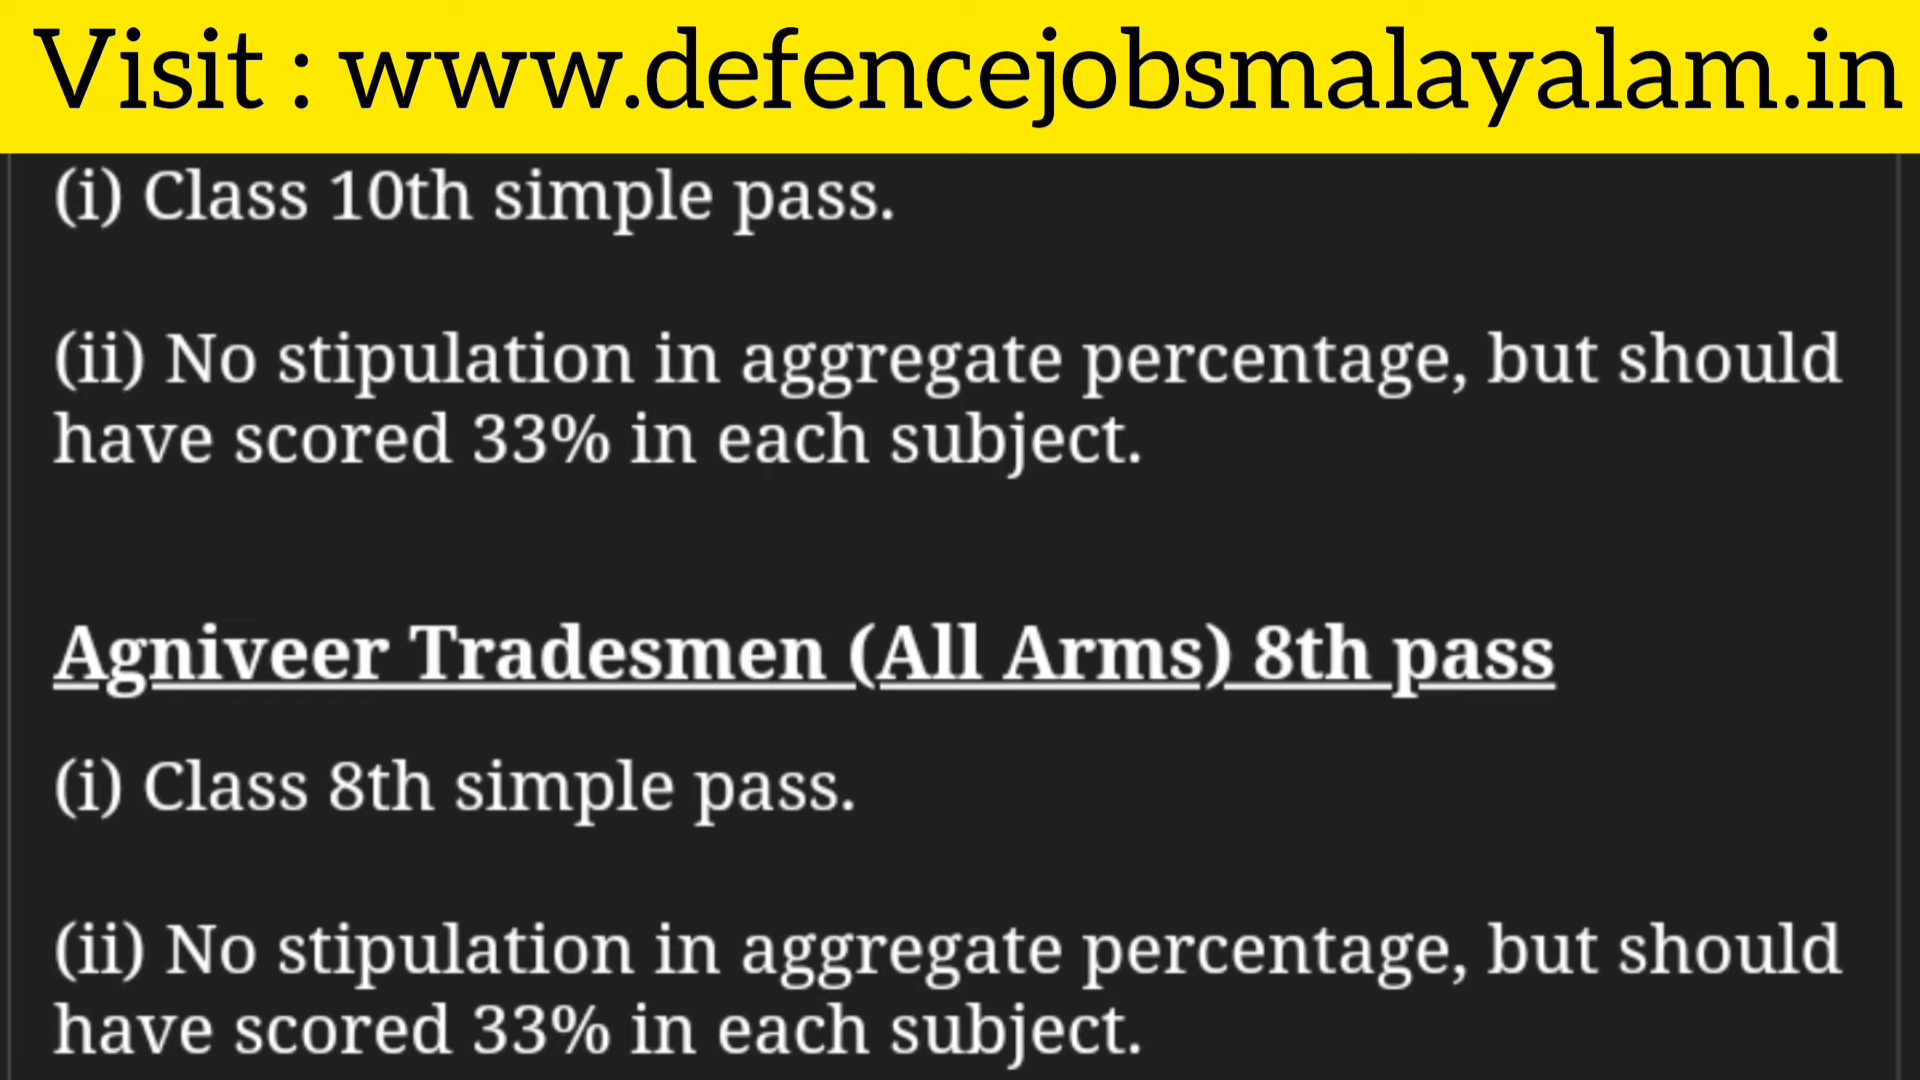 Visit : www.defencejobsmalayalam.in
(i) Class 10th simple pass.
(ii) No stipulation in aggregate percentage, but should
have scored 33% in each subject.
Agniveer Tradesmen (All Arms) 8th pass
(i) Class 8th simple pass.
(ii) No stipulation in aggregate percentage, but should
have scored 33% in each subject.